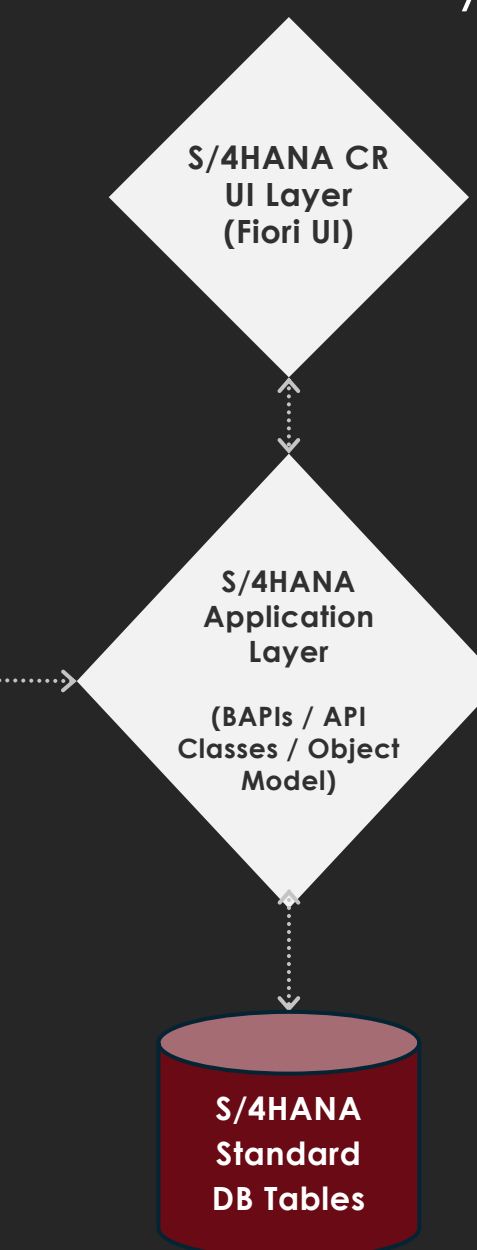 S/4HANA CR
UI Layer
(Fiori UI)
S/4HANA
Application
Layer
(BAPIs / API
Classes / Object
Model)
S/4HANA
Standard
DB Tables